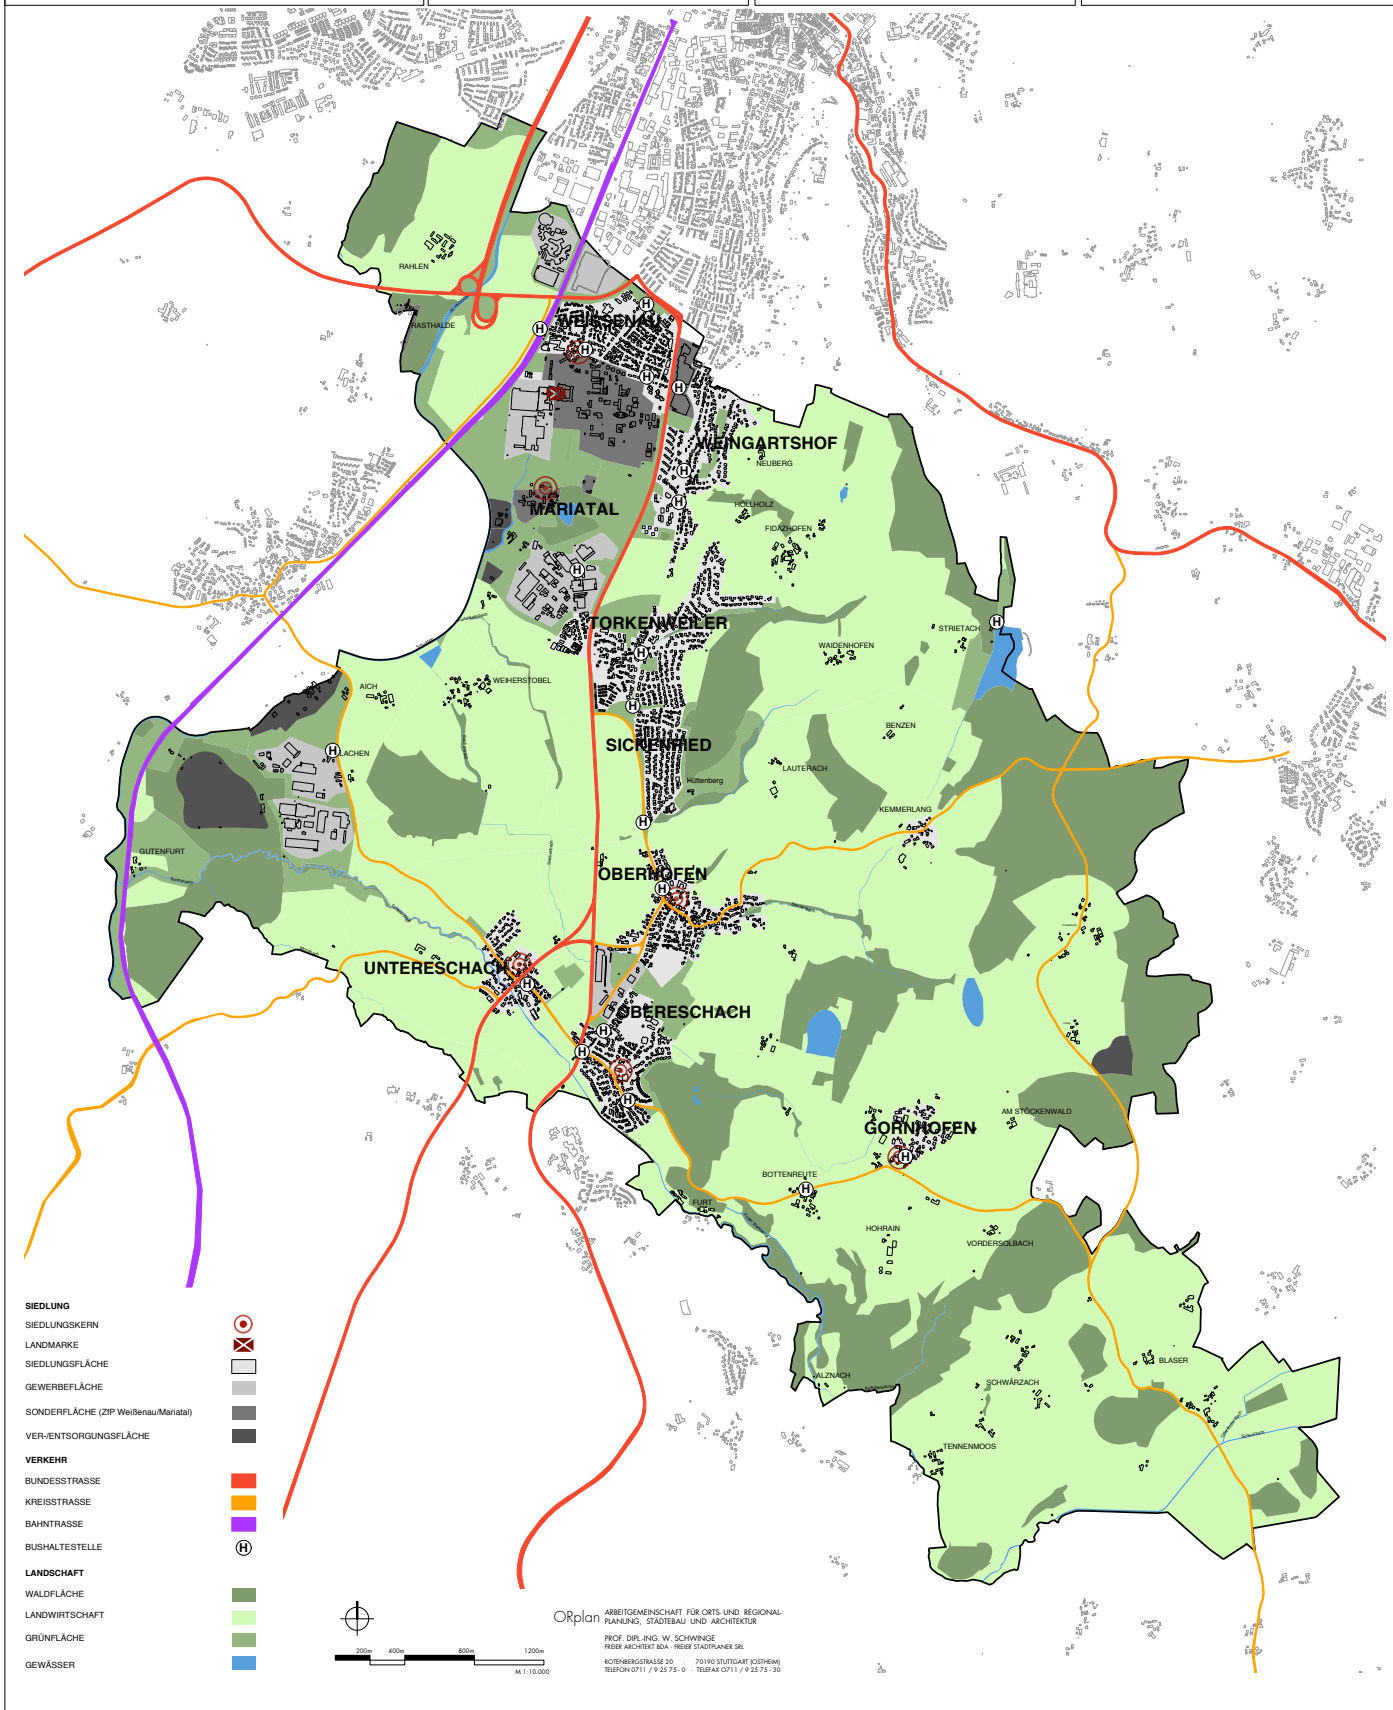 RAHLEN
RASTHALDE
WEISSENAU
WEINGARTSHOF
NEUBERG
HÖLLHOLZ
FIDAZHOFEN
MARIATAL
TORKENWEILER
STRIETACH
WAIDENHOFEN
WEIHERSTOBEL
AICH
LACHEN
BENZEN
SICKENRIED
LAUTERACH
Hüttenberg
KEMMERLANG
GUTENFURT
OBERHOFEN
UNTERESCHACH
OBERESCHACH
AM STÖCKENWALD
GORNHOFEN
BOTTENREUTE
FURT
HOHRAIN
VORDERSOLBACH
BLASER
ALZNACH
SCHWÄRZACH
TENNENMOOS
SIEDLUNG
SIEDLUNGSKERN
LANDMARKE
SIEDLUNGSFLÄCHE
GEWERBEFLÄCHE
SONDERFLÄCHE (ZfP Weißenau/Mariatal)
VER-/ENTSORGUNGSFLÄCHE
VERKEHR
BUNDESSTRASSE
KREISSTRASSE
BAHNTRASSE
BUSHALTESTELLE H
LANDSCHAFT
WALDFLÄCHE
LANDWIRTSCHAFT
GRÜNFLÄCHE
GEWÄSSER
200m 400m 800m 1200m
M 1:10.000
ORplan ARBEITGEMEINSCHAFT FÜR ORTS- UND REGIONAL-
PLANUNG, STÄDTEBAU UND ARCHITEKTUR
PROF. DIPL.-ING. W. SCHWINGE
FREIER ARCHITEKT BDA · FREIER STADTPLANER SRL
ROTENBERGSTRASSE 20 · 70190 STUTTGART (OSTHEIM)
TELEFON 0711 / 9 25 75 - 0 · TELEFAX 0711 / 9 25 75 - 30